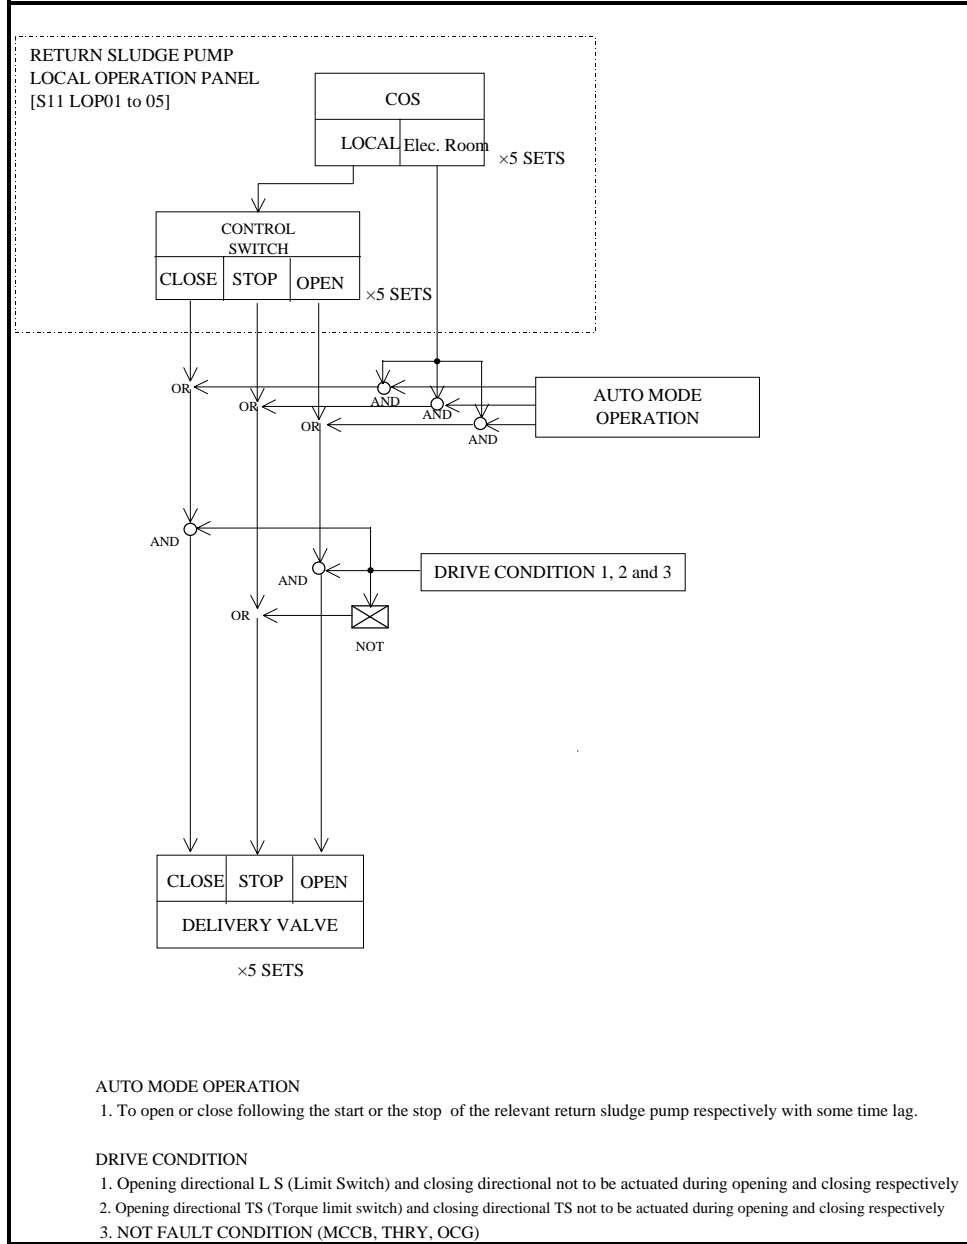 RETURN SLUDGE PUMP
LOCAL OPERATION PANEL
[S11 LOP01 to 05]
COS
LOCAL Elec. Room
×5 SETS
CONTROL
SWITCH
CLOSE STOP OPEN
×5 SETS
OR AND
OR AND
OR AND
AUTO MODE
OPERATION
AND
AND
DRIVE CONDITION 1, 2 and 3
OR
NOT
CLOSE STOP OPEN
DELIVERY VALVE
×5 SETS
AUTO MODE OPERATION
1. To open or close following the start or the stop of the relevant return sludge pump respectively with some time lag.
DRIVE CONDITION
1. Opening directional L S (Limit Switch) and closing directional not to be actuated during opening and closing respectively
2. Opening directional TS (Torque limit switch) and closing directional TS not to be actuated during opening and closing respectively
3. NOT FAULT CONDITION (MCCB, THRY, OCG)